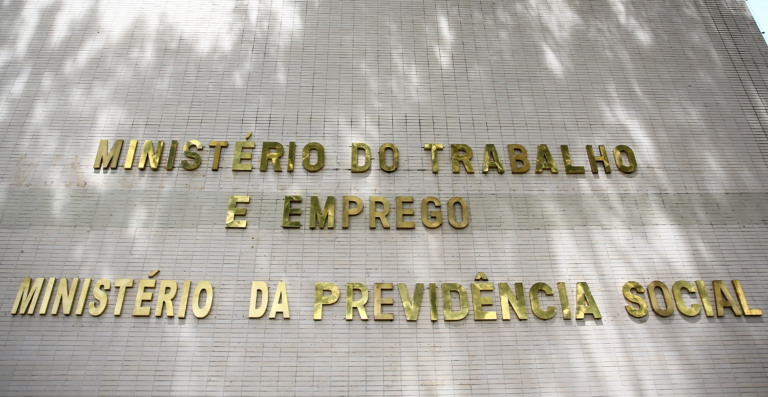 MINISTÉRIO DO TRABALHO
E EMPREGO
MINISTÉRIO DA PREVIDÊNCIA SOCIAL